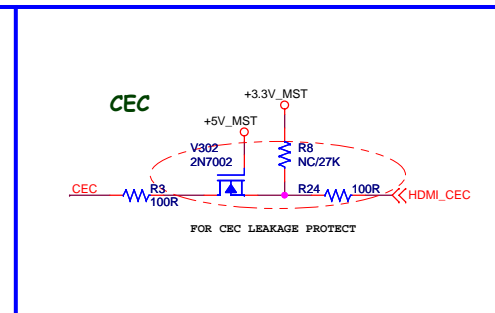 CEC
+3.3V_MST
+5V_MST
V302
2N7002
R8
NC/27K
CEC
R3
100R
R24
100R
HDMI_CEC
FOR CEC LEAKAGE PROTECT